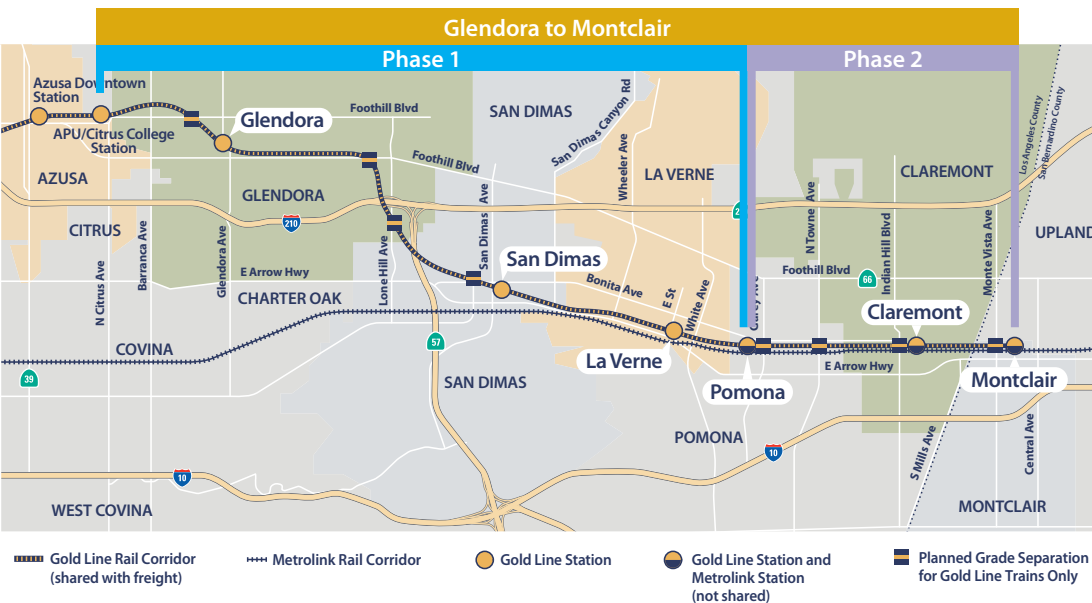 Glendora to Montclair
Phase 1
Phase 2
Azusa Downtown
Station
APU/Citrus College
Station
Glendora
Foothill Blvd
SAN DIMAS
San Dimas Canyon Rd
Wheeler Ave
Foothill Blvd
LA VERNE
CLAREMONT
Los Angeles County
San Bernardino County
AZUSA
GLENDORA
210
CITRUS
N Citrus Ave
Barranca Ave
Glendora Ave
Lone Hill Ave
San Dimas Ave
N Towne Ave
Indian Hill Blvd
Monte Vista Ave
UPLAND
E Arrow Hwy
CHARTER OAK
San Dimas
Bonita Ave
E St
White Ave
Foothill Blvd
66
Claremont
COVINA
57
La Verne
E Arrow Hwy
39
SAN DIMAS
Pomona
Montclair
POMONA
10
10
S Mills Ave
Central Ave
WEST COVINA
MONTCLAIR
Gold Line Rail Corridor
(shared with freight)
Metrolink Rail Corridor
Gold Line Station
Gold Line Station and
Metrolink Station
(not shared)
Planned Grade Separation
for Gold Line Trains Only